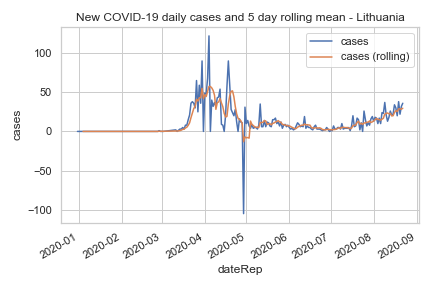 New COVID-19 daily cases and 5 day rolling mean - Lithuania
cases
cases (rolling)
100
50
0
−50
−100
cases
2020-01
2020-02
2020-03
2020-04
2020-05
2020-06
2020-07
2020-08
2020-09
dateRep